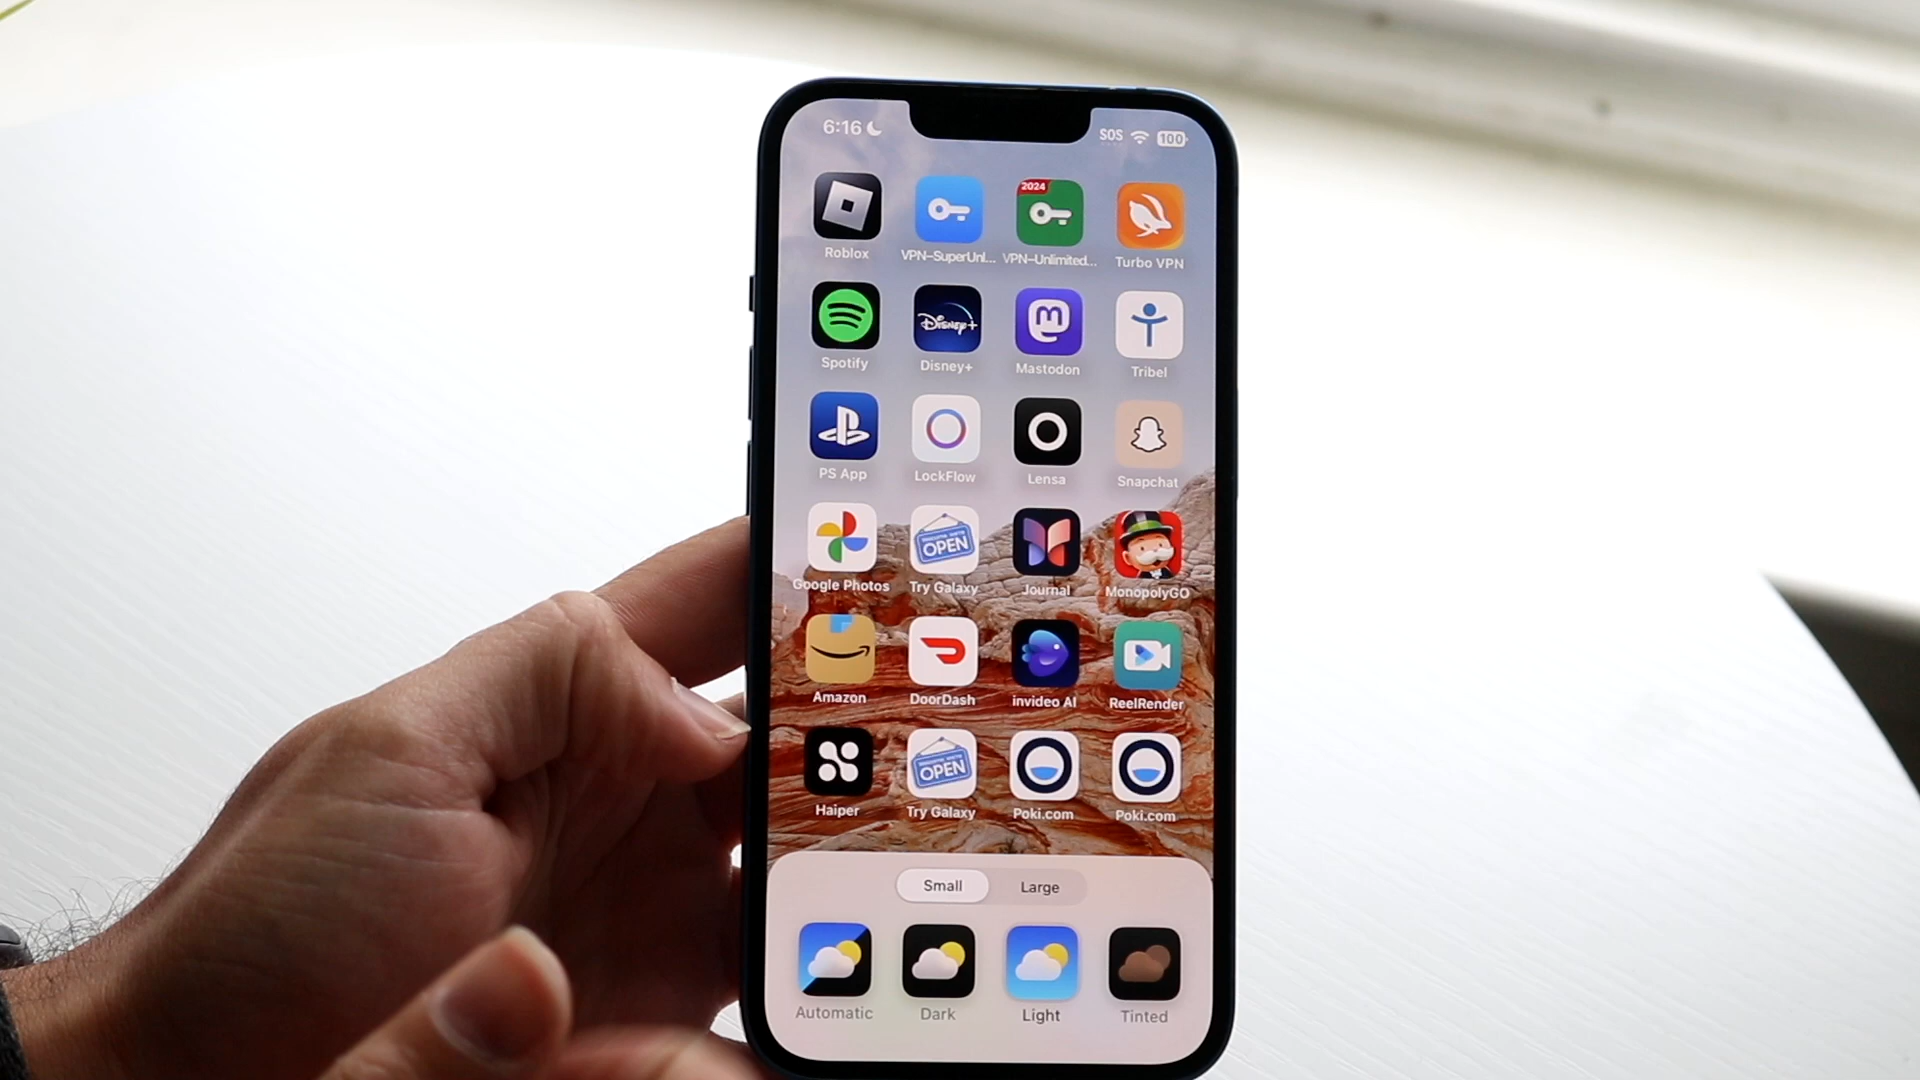 6:16
SOS
100
2024
Roblox
VPN-SuperUnl...
VPN-Unlimited...
Turbo VPN
Disney+
m
Spotify
Disney+
Mastodon
Tribel
PS App
LockFlow
Lensa
Snapchat
OPEN
Google Photos
Try Galaxy
Journal
MonopolyGO
Amazon
DoorDash
invideo AI
ReelRender
OPEN
Haiper
Try Galaxy
Poki.com
Poki.com
Small
Large
Automatic
Dark
Light
Tinted